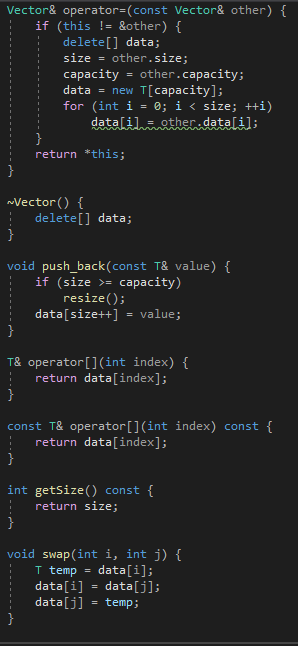 Vector& operator=(const Vector& other) {
    if (this != &other) {
        delete[] data;
        size = other.size;
        capacity = other.capacity;
        data = new T[capacity];
        for (int i = 0; i < size; ++i)
            data[i] = other.data[i];
    }
    return *this;
}

~Vector() {
    delete[] data;
}

void push_back(const T& value) {
    if (size >= capacity)
        resize();
    data[size++] = value;
}

T& operator[](int index) {
    return data[index];
}

const T& operator[](int index) const {
    return data[index];
}

int getSize() const {
    return size;
}

void swap(int i, int j) {
    T temp = data[i];
    data[i] = data[j];
    data[j] = temp;
}